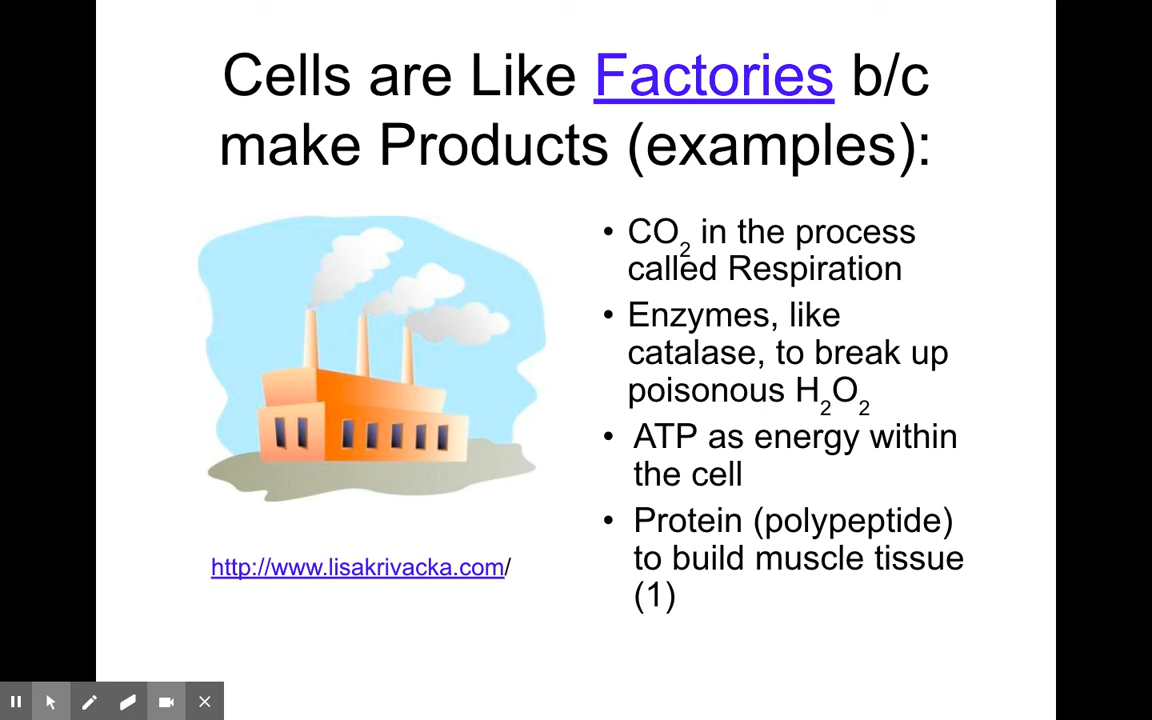 Cells are Like Factories b/c
make Products (examples):
• CO₂ in the process
called Respiration
• Enzymes, like
catalase, to break up
poisonous H₂O₂
• ATP as energy within
the cell
• Protein (polypeptide)
to build muscle tissue
(1)
http://www.lisakrivacka.com/